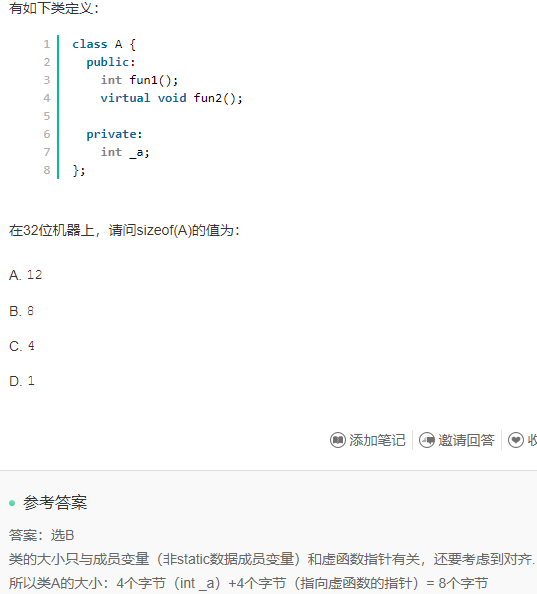 有如下类定义：
1 class A {
2 public:
3 int fun1();
4 virtual void fun2();
5
6 private:
7 int _a;
8 };
在32位机器上，请问sizeof(A)的值为：
A. 12
B. 8
C. 4
D. 1
添加笔记 邀请回答 收
参考答案
答案：选B
类的大小只与成员变量（非static数据成员变量）和虚函数指针有关，还要考虑到对齐.
所以类A的大小：4个字节（int _a）+4个字节（指向虚函数的指针）= 8个字节